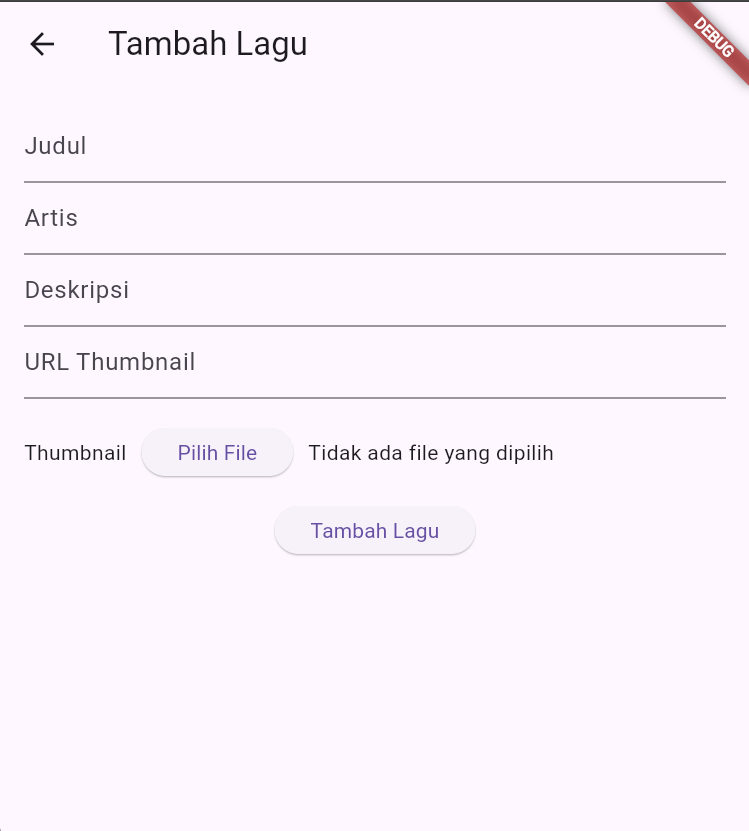 Tambah Lagu
DEBUG
Judul
Artis
Deskripsi
URL Thumbnail
Thumbnail Pilih File Tidak ada file yang dipilih
Tambah Lagu